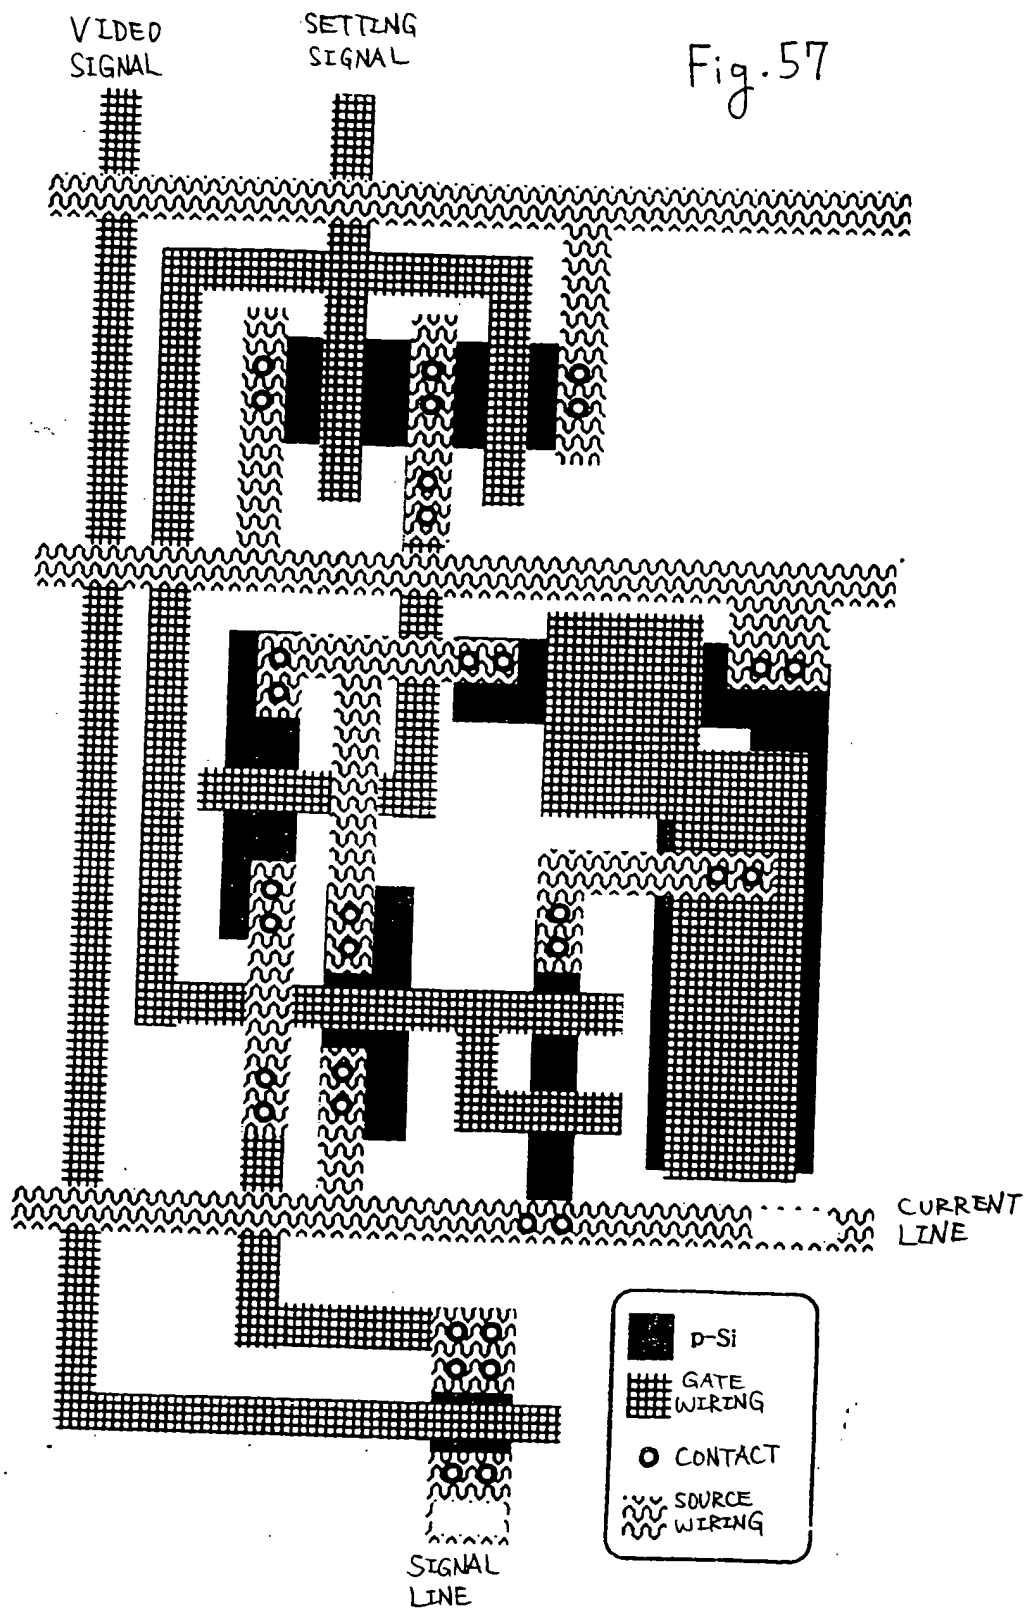 VIDEO
SIGNAL
SETTING
SIGNAL
Fig. 57
CURRENT
LINE
p-Si
GATE
WIRING
CONTACT
SOURCE
WIRING
SIGNAL
LINE